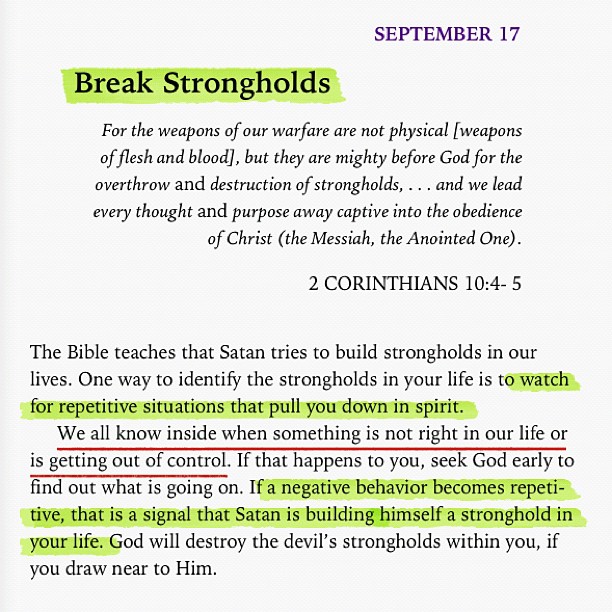 SEPTEMBER 17
Break Strongholds
For the weapons of our warfare are not physical [weapons
of flesh and blood], but they are mighty before God for the
overthrow and destruction of strongholds, . . . and we lead
every thought and purpose away captive into the obedience
of Christ (the Messiah, the Anointed One).
2 CORINTHIANS 10:4- 5
The Bible teaches that Satan tries to build strongholds in our
lives. One way to identify the strongholds in your life is to watch
for repetitive situations that pull you down in spirit.
We all know inside when something is not right in our life or
is getting out of control. If that happens to you, seek God early to
find out what is going on. If a negative behavior becomes repeti-
tive, that is a signal that Satan is building himself a stronghold in
your life. God will destroy the devil's strongholds within you, if
you draw near to Him.